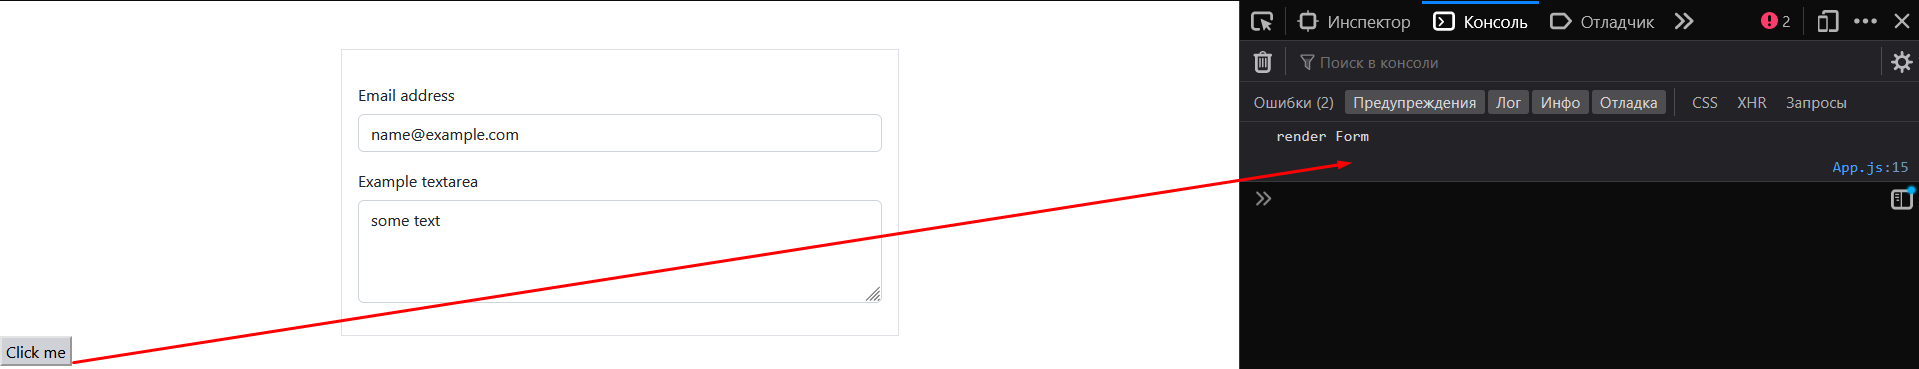 Email address
name@example.com
Example textarea
some text
Click me
Инспектор Консоль Отладчик 2
Поиск в консоли
Ошибки (2) Предупреждения Лог Инфо Отладка CSS XHR Запросы
render Form
App.js:15